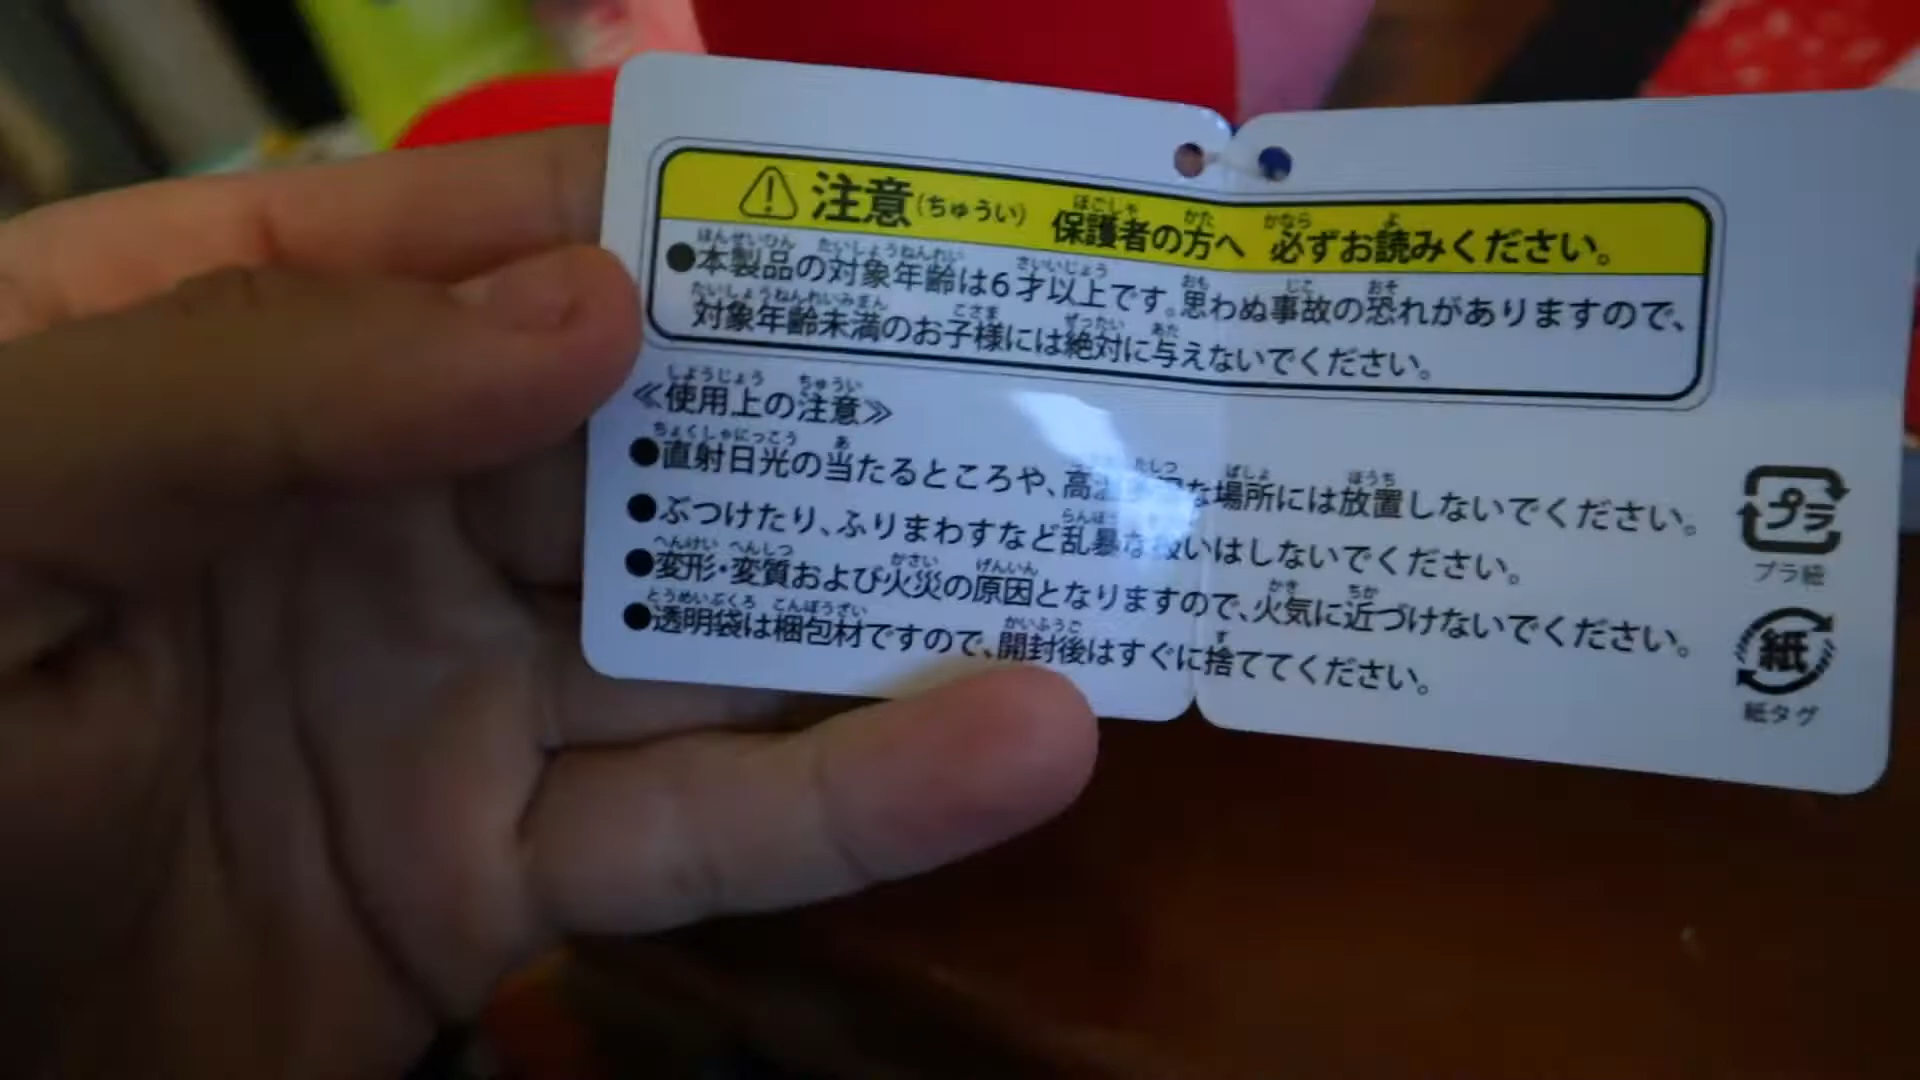 注意(ちゅうい) 保護者の方へ 必ずお読みください。
●本製品の対象年齢は6才以上です。思わぬ事故の恐れがありますので、
対象年齢未満のお子様には絶対に与えないでください。
≪使用上の注意≫
●直射日光の当たるところや、高温な場所には放置しないでください。
●ぶつけたり、ふりまわすなど乱暴な扱いはしないでください。
●変形・変質および火災の原因となりますので、火気に近づけないでください。
●透明袋は梱包材ですので、開封後はすぐに捨ててください。
プラ
プラ紐
紙
紙タグ